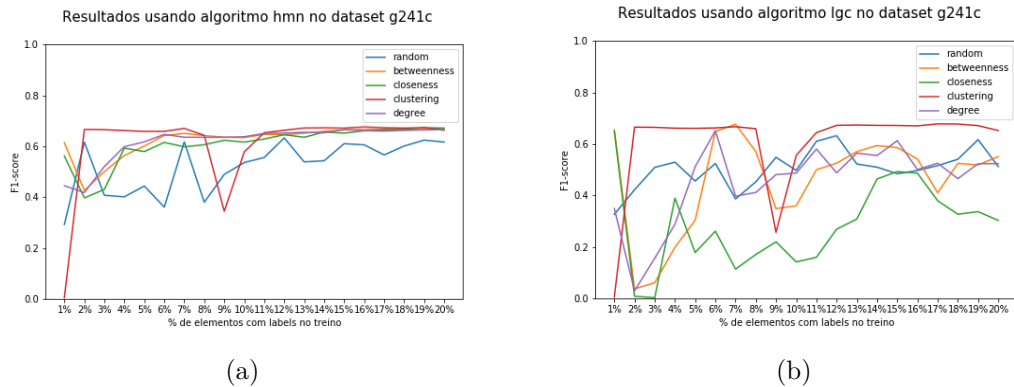 Resultados usando algoritmo hmn no dataset g241c
1.0
0.8
0.6
0.4
0.2
0.0
F1-score
random
betweenness
closeness
clustering
degree
1% 2% 3% 4% 5% 6% 7% 8% 9% 10% 11% 12% 13% 14% 15% 16% 17% 18% 19% 20%
% de elementos com labels no treino
(a)
Resultados usando algoritmo lgc no dataset g241c
1.0
0.8
0.6
0.4
0.2
0.0
F1-score
random
betweenness
closeness
clustering
degree
1% 2% 3% 4% 5% 6% 7% 8% 9% 10% 11% 12% 13% 14% 15% 16% 17% 18% 19% 20%
% de elementos com labels no treino
(b)